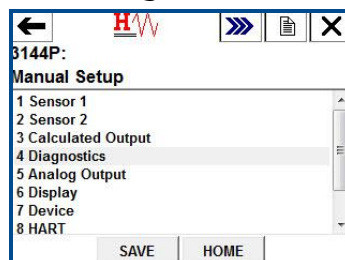 H
3144P:
Manual Setup
1 Sensor 1
2 Sensor 2
3 Calculated Output
4 Diagnostics
5 Analog Output
6 Display
7 Device
8 HART
SAVE HOME